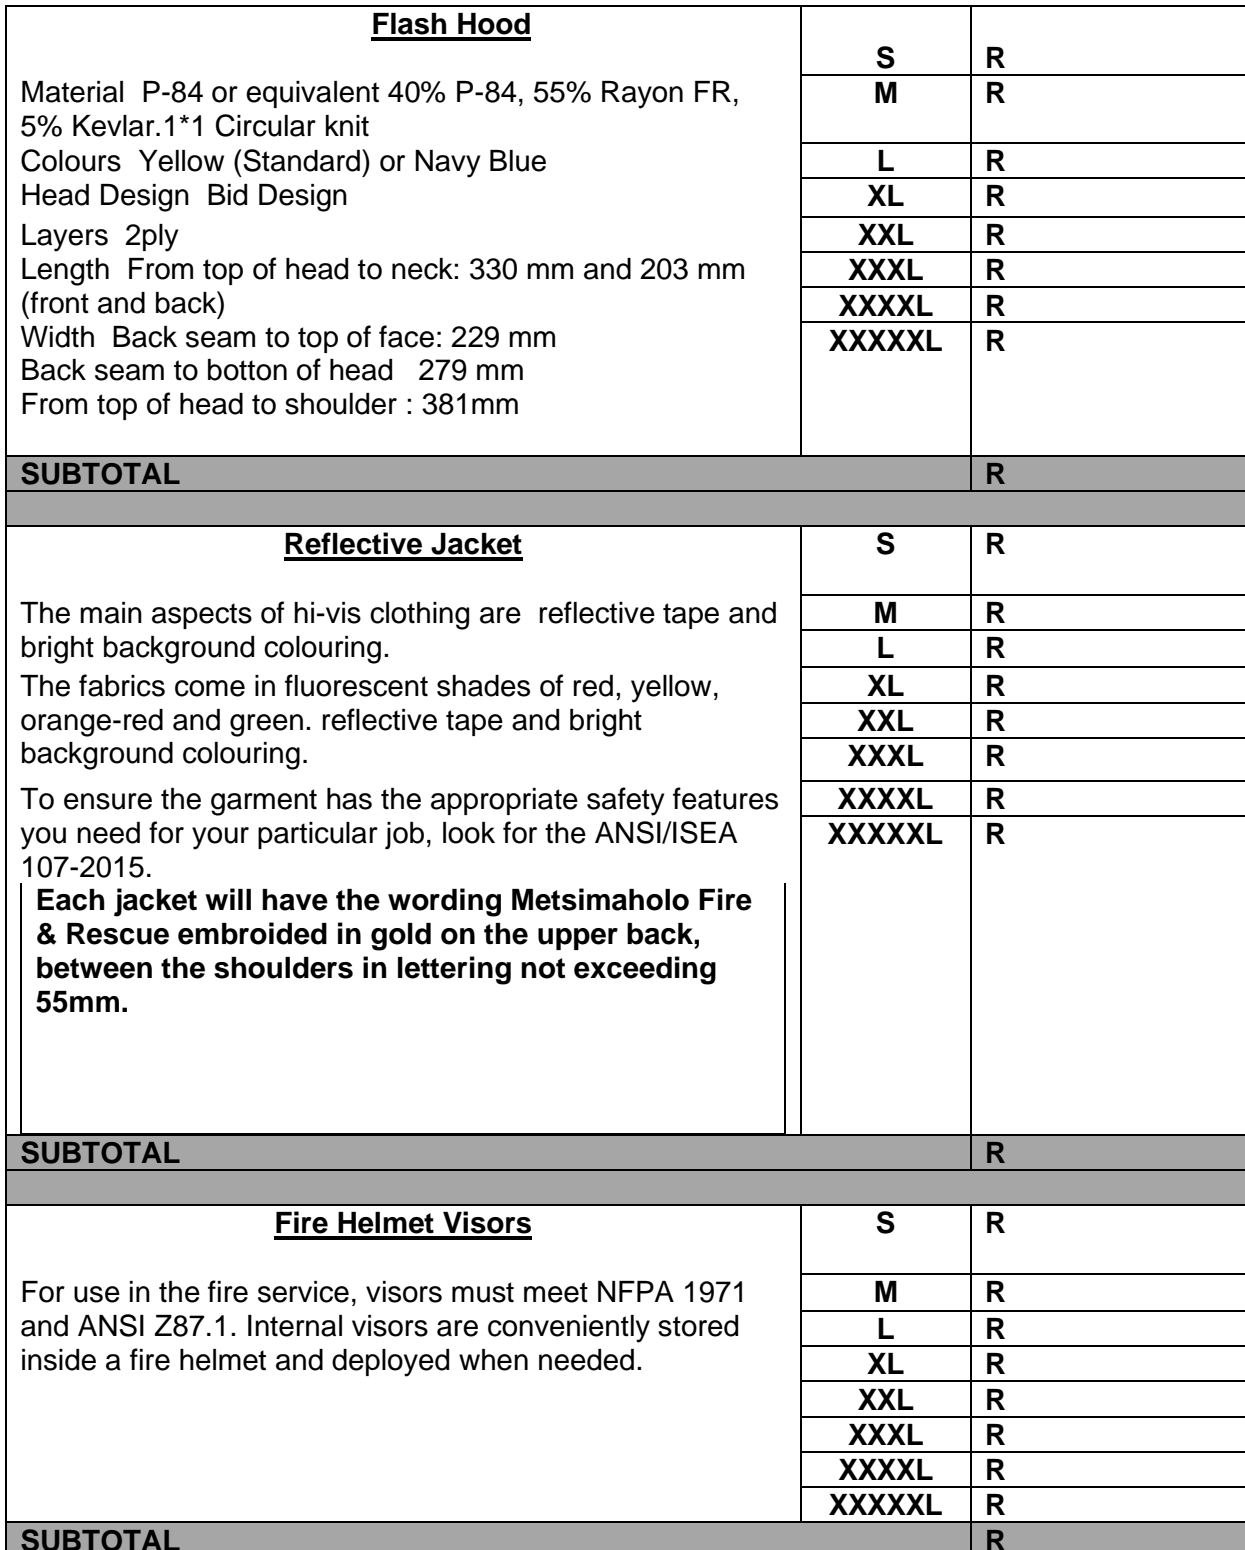 Flash Hood
S R
Material P-84 or equivalent 40% P-84, 55% Rayon FR, M R
5% Kevlar.1*1 Circular knit
Colours Yellow (Standard) or Navy Blue L R
Head Design Bid Design XL R
Layers 2ply XXL R
Length From top of head to neck: 330 mm and 203 mm XXXL R
(front and back) XXXXL R
Width Back seam to top of face: 229 mm XXXXXL R
Back seam to botton of head 279 mm
From top of head to shoulder : 381mm
SUBTOTAL R
Reflective Jacket S R
The main aspects of hi-vis clothing are reflective tape and M R
bright background colouring. L R
The fabrics come in fluorescent shades of red, yellow, XL R
orange-red and green. reflective tape and bright XXL R
background colouring. XXXL R
To ensure the garment has the appropriate safety features XXXXL R
you need for your particular job, look for the ANSI/ISEA XXXXXL R
107-2015.
Each jacket will have the wording Metsimaholo Fire
& Rescue embroided in gold on the upper back,
between the shoulders in lettering not exceeding
55mm.
SUBTOTAL R
Fire Helmet Visors S R
For use in the fire service, visors must meet NFPA 1971 M R
and ANSI Z87.1. Internal visors are conveniently stored L R
inside a fire helmet and deployed when needed. XL R
XXL R
XXXL R
XXXXL R
XXXXXL R
SUBTOTAL R